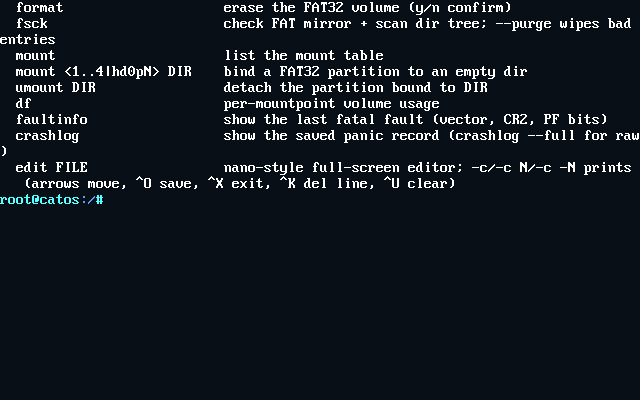 format              erase the FAT32 volume (y/n confirm)
fsck                check FAT mirror + scan dir tree; --purge wipes bad
entries
mount               list the mount table
mount <1..4|hd0pN> DIR    bind a FAT32 partition to an empty dir
umount DIR          detach the partition bound to DIR
df                  per-mountpoint volume usage
faultinfo           show the last fatal fault (vector, CR2, PF bits)
crashlog            show the saved panic record (crashlog --full for raw
)
edit FILE           nano-style full-screen editor; -c/-c N/-c -N prints
(arrows move, ^O save, ^X exit, ^K del line, ^U clear)
root@catos:/#